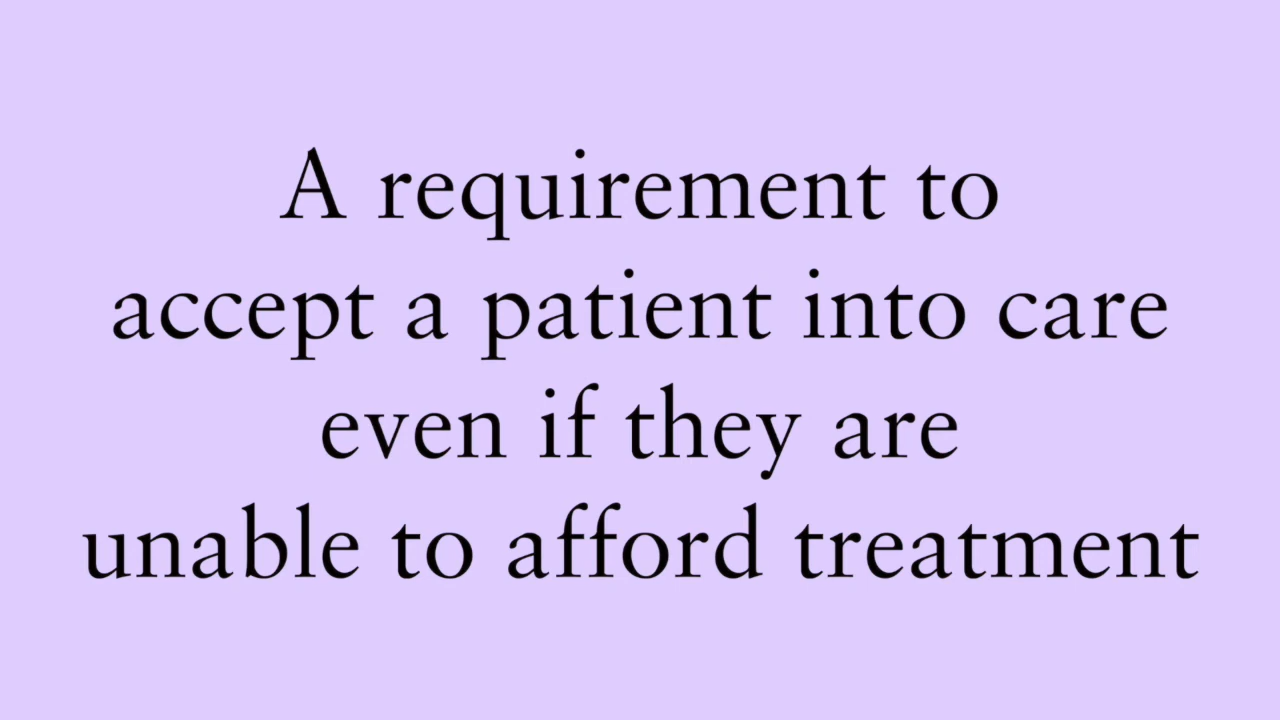 A requirement to
accept a patient into care
even if they are
unable to afford treatment